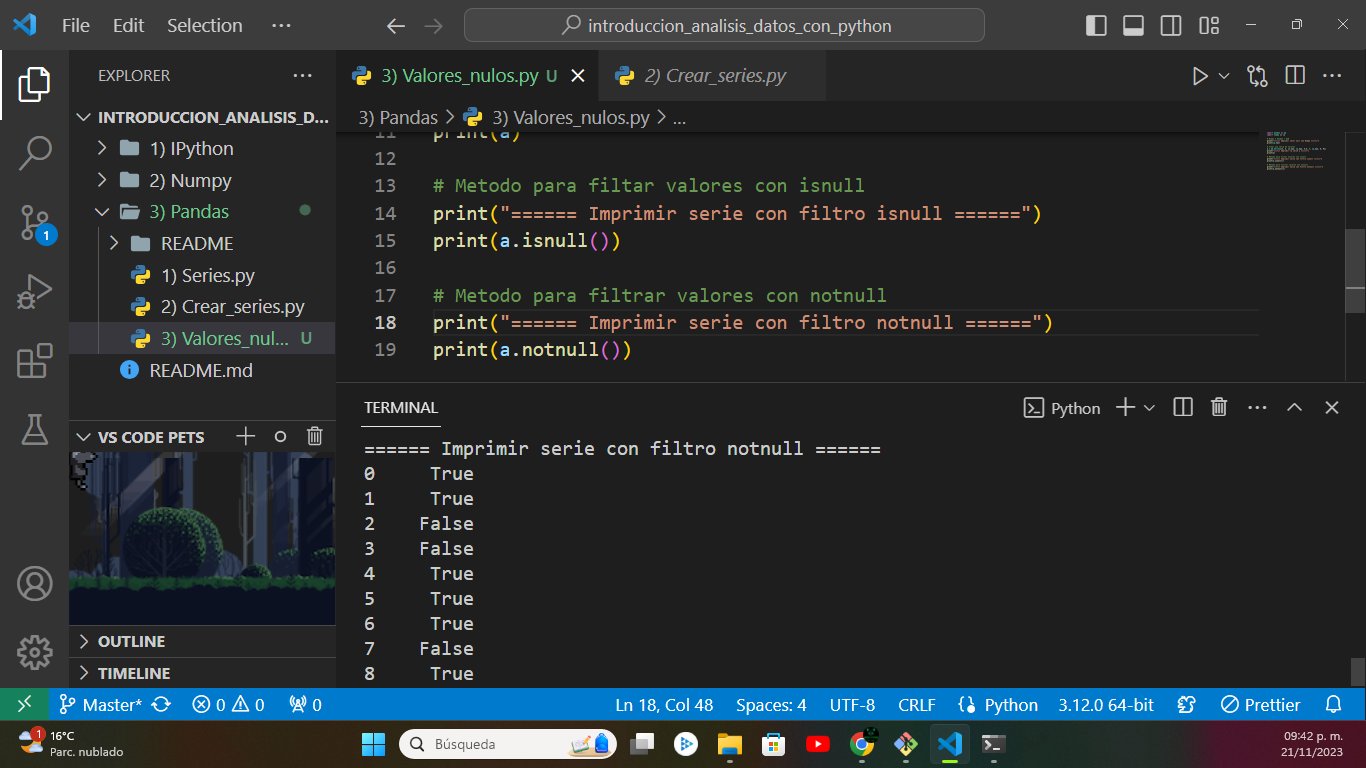 File Edit Selection ···
introduccion_analisis_datos_con_python
EXPLORER ···
INTRODUCCION_ANALISIS_D...
1) IPython
2) Numpy
3) Pandas
README
1) Series.py
2) Crear_series.py
3) Valores_nul... U
README.md
VS CODE PETS
OUTLINE
TIMELINE
3) Valores_nulos.py U
2) Crear_series.py
3) Pandas > 3) Valores_nulos.py > ...
11 print(a)
12
13 # Metodo para filtar valores con isnull
14 print("====== Imprimir serie con filtro isnull ======")
15 print(a.isnull())
16
17 # Metodo para filtrar valores con notnull
18 print("====== Imprimir serie con filtro notnull ======")
19 print(a.notnull())
TERMINAL
Python
====== Imprimir serie con filtro notnull ======
0 True
1 True
2 False
3 False
4 True
5 True
6 True
7 False
8 True
1
Master* 0 0 0 Ln 18, Col 48 Spaces: 4 UTF-8 CRLF Python 3.12.0 64-bit Prettier
1
16°C
Parc. nublado
Búsqueda
09:42 p. m.
21/11/2023